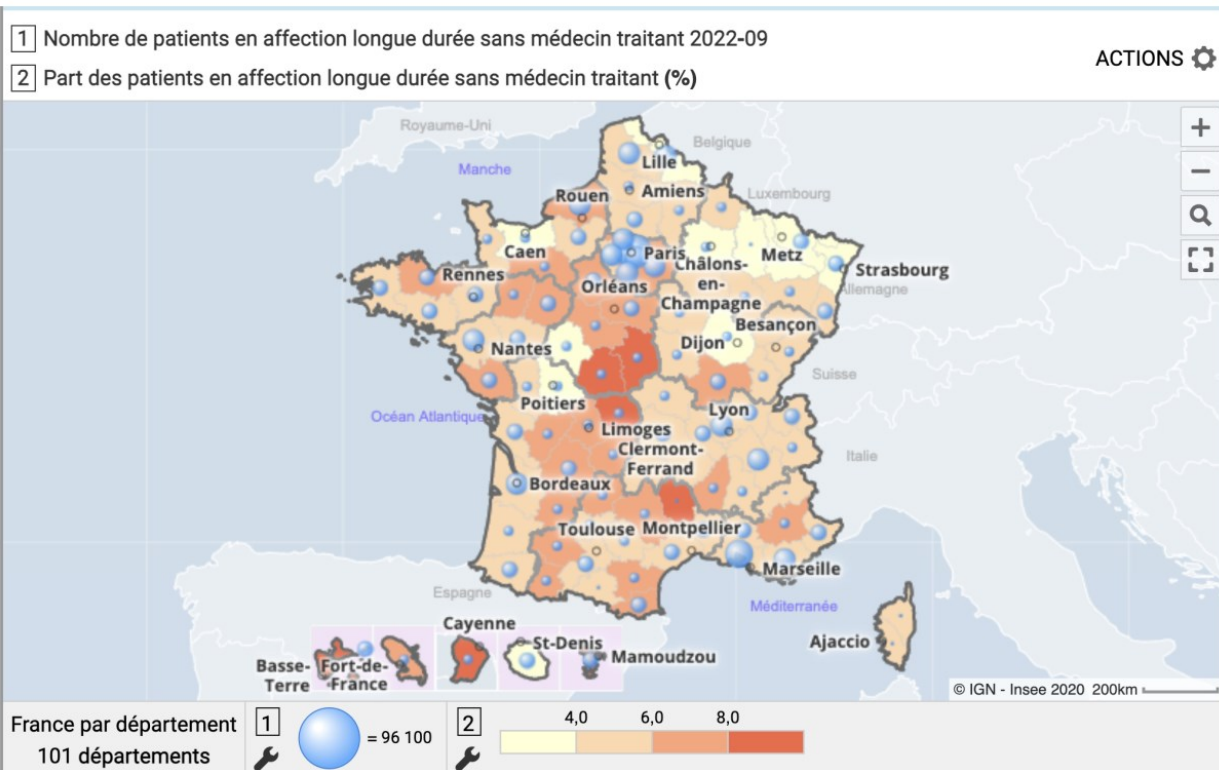 1 Nombre de patients en affection longue durée sans médecin traitant 2022-09
2 Part des patients en affection longue durée sans médecin traitant (%)
ACTIONS
Royaume-Uni
Belgique
Manche
Lille
Luxembourg
Rouen
Amiens
Caen
Paris
Metz
Châlons-
en-
Champagne
Strasbourg
Allemagne
Rennes
Orléans
Besançon
Dijon
Nantes
Suisse
Poitiers
Lyon
Océan Atlantique
Limoges
Clermont-
Ferrand
Italie
Bordeaux
Toulouse
Montpellier
Marseille
Espagne
Méditerranée
Cayenne
St-Denis
Mamoudzou
Ajaccio
Basse-
Terre
Fort-de-
France
© IGN - Insee 2020 200km
France par département
101 départements
1
= 96 100
2
4,0 6,0 8,0